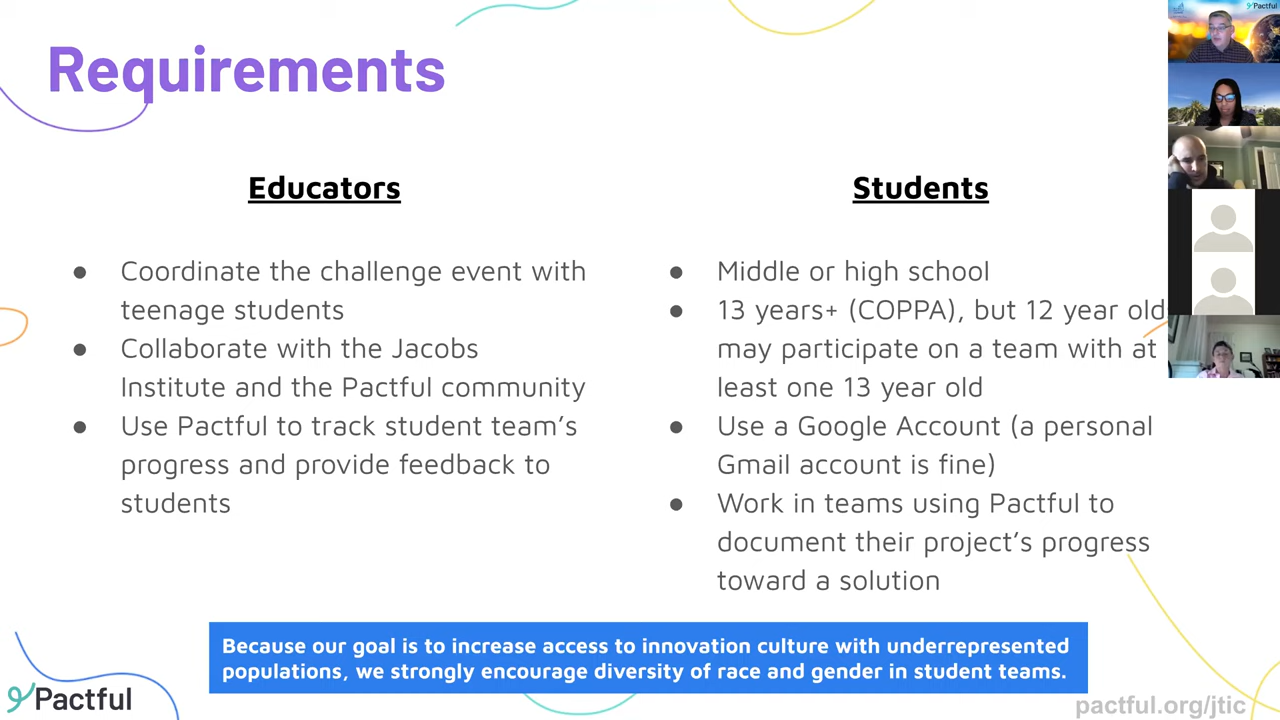 Requirements
Educators
● Coordinate the challenge event with
teenage students
● Collaborate with the Jacobs
Institute and the Pactful community
● Use Pactful to track student team’s
progress and provide feedback to
students
Students
● Middle or high school
● 13 years+ (COPPA), but 12 year old
may participate on a team with at
least one 13 year old
● Use a Google Account (a personal
Gmail account is fine)
● Work in teams using Pactful to
document their project’s progress
toward a solution
Because our goal is to increase access to innovation culture with underrepresented
populations, we strongly encourage diversity of race and gender in student teams.
Pactful
pactful.org/jtic
Pactful